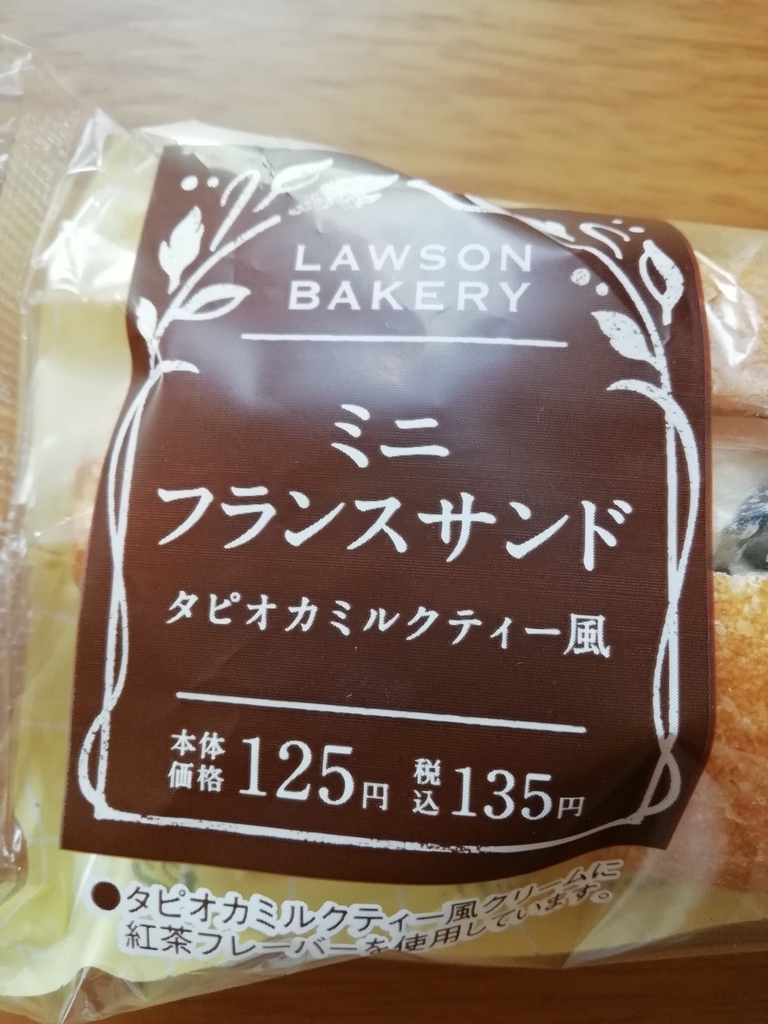 LAWSON
BAKERY
ミニ
フランスサンド
タピオカミルクティー風
本体価格 125円 税込 135円
●タピオカミルクティー風クリームに
紅茶フレーバーを使用しています。